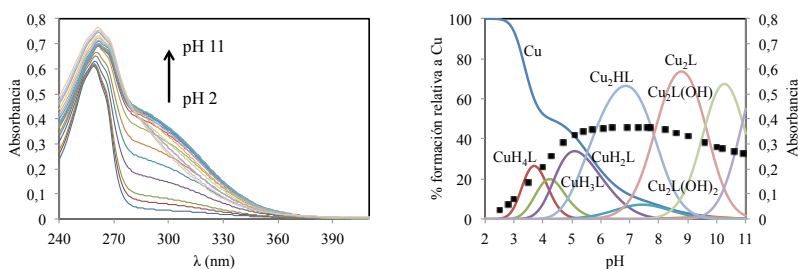 Absorbancia
0,8
0,7
0,6
0,5
0,4
0,3
0,2
0,1
0
pH 11
pH 2
240 270 300 330 360 390
λ (nm)
% formación relativa a Cu
100
80
60
40
20
0
Cu
Cu₂HL
Cu₂L
Cu₂L(OH)
CuH₄L
CuH₂L
CuH₃L
Cu₂L(OH)₂
0,8
0,7
0,6
0,5
0,4
0,3
0,2
0,1
0
Absorbancia
2 3 4 5 6 7 8 9 10 11
pH